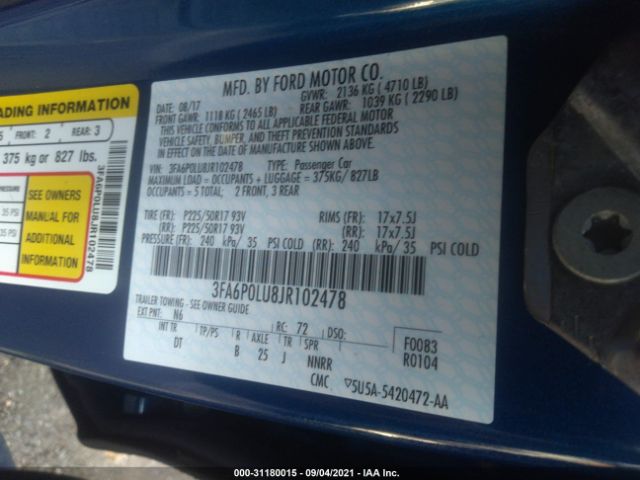 ADING INFORMATION
5 FRONT: 2 REAR: 3
375 kg or 827 lbs.
PRESSURE
35 PSI
35 PSI
SEE OWNERS
MANUAL FOR
ADDITIONAL
INFORMATION
3FA6P0LU8JR102478
MFD. BY FORD MOTOR CO.
DATE: 08/17 GVWR: 2136 KG ( 4710 LB)
FRONT GAWR: 1118 KG ( 2465 LB) REAR GAWR: 1039 KG ( 2290 LB)
THIS VEHICLE CONFORMS TO ALL APPLICABLE FEDERAL MOTOR
VEHICLE SAFETY, BUMPER, AND THEFT PREVENTION STANDARDS
IN EFFECT ON THE DATE OF MANUFACTURE SHOWN ABOVE.
VIN: 3FA6P0LU8JR102478 TYPE: Passenger Car
MAXIMUM LOAD = OCCUPANTS + LUGGAGE = 375KG/ 827LB
OCCUPANTS = 5 TOTAL: 2 FRONT, 3 REAR
TIRE (FR): P225/50R17 93V RIMS (FR): 17x7.5J
(RR): P225/50R17 93V (RR): 17x7.5J
PRESSURE (FR): 240 kPa/ 35 PSI COLD (RR): 240 kPa/ 35 PSI COLD
3FA6P0LU8JR102478
TRAILER TOWING - SEE OWNER GUIDE
EXT PNT: N6 RC: 72 DSO: F0083
INT TR TP/PS R AXLE TR SPR R0104
DT B 25 J NNRR
CMC 5U5A-5420472-AA
000-31180015 - 09/04/2021 - IAA Inc.